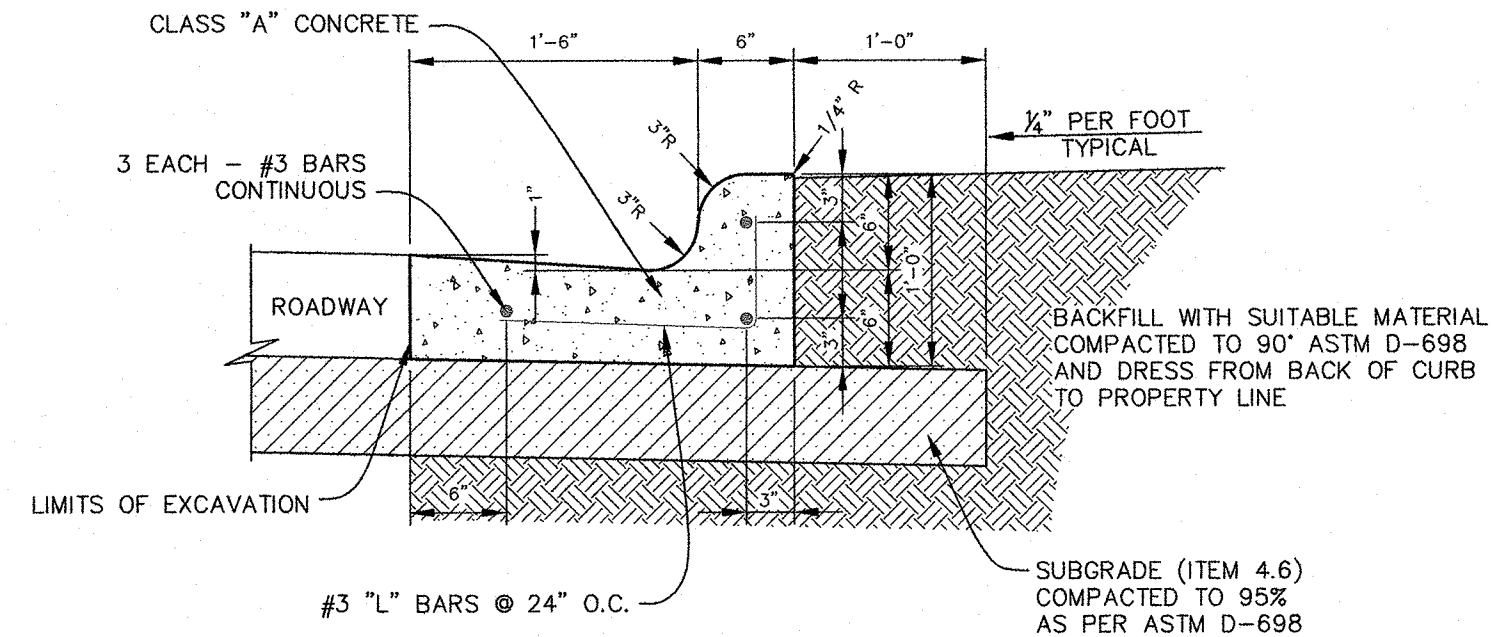 CLASS "A" CONCRETE
1'-6"
6"
1'-0"
1/4" R
3"R
3"R
¼" PER FOOT
TYPICAL
3 EACH - #3 BARS
CONTINUOUS
1"
3"
6"
1'-0"
ROADWAY
6"
3"
BACKFILL WITH SUITABLE MATERIAL
COMPACTED TO 90° ASTM D-698
AND DRESS FROM BACK OF CURB
TO PROPERTY LINE
LIMITS OF EXCAVATION
6"
3"
#3 "L" BARS @ 24" O.C.
SUBGRADE (ITEM 4.6)
COMPACTED TO 95%
AS PER ASTM D-698